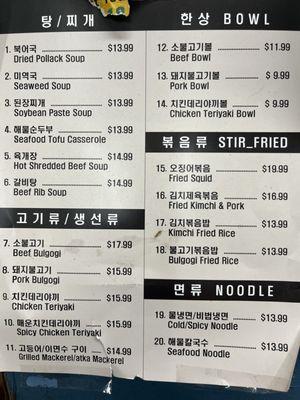 탕/찌개
1. 북어국 $13.99
Dried Pollack Soup
2. 미역국 $13.99
Seaweed Soup
3. 된장찌개 $13.99
Soybean Paste Soup
4. 해물순두부 $13.99
Seafood Tofu Casserole
5. 육개장 $14.99
Hot Shredded Beef Soup
6. 갈비탕 $14.99
Beef Rib Soup
고기류/생선류
7. 소불고기 $17.99
Beef Bulgogi
8. 돼지불고기 $15.99
Pork Bulgogi
9. 치킨데리야끼 $15.99
Chicken Teriyaki
10. 매운치킨데리야끼 $15.99
Spicy Chicken Teriyaki
11. 고등어/이면수 구이 $14.99
Grilled Mackerel/atka Mackerel
한상 BOWL
12. 소불고기볼 $11.99
Beef Bowl
13. 돼지불고기볼 $ 9.99
Pork Bowl
14. 치킨데리야끼볼 $ 9.99
Chicken Teriyaki Bowl
볶음류 STIR_FRIED
15. 오징어볶음 $19.99
Fried Squid
16. 김치제육볶음 $16.99
Fried Kimchi & Pork
17. 김치볶음밥 $13.99
Kimchi Fried Rice
18. 불고기볶음밥 $13.99
Bulgogi Fried Rice
면류 NOODLE
19. 물냉면/비빔냉면 $13.99
Cold/Spicy Noodle
20. 해물칼국수 $13.99
Seafood Noodle